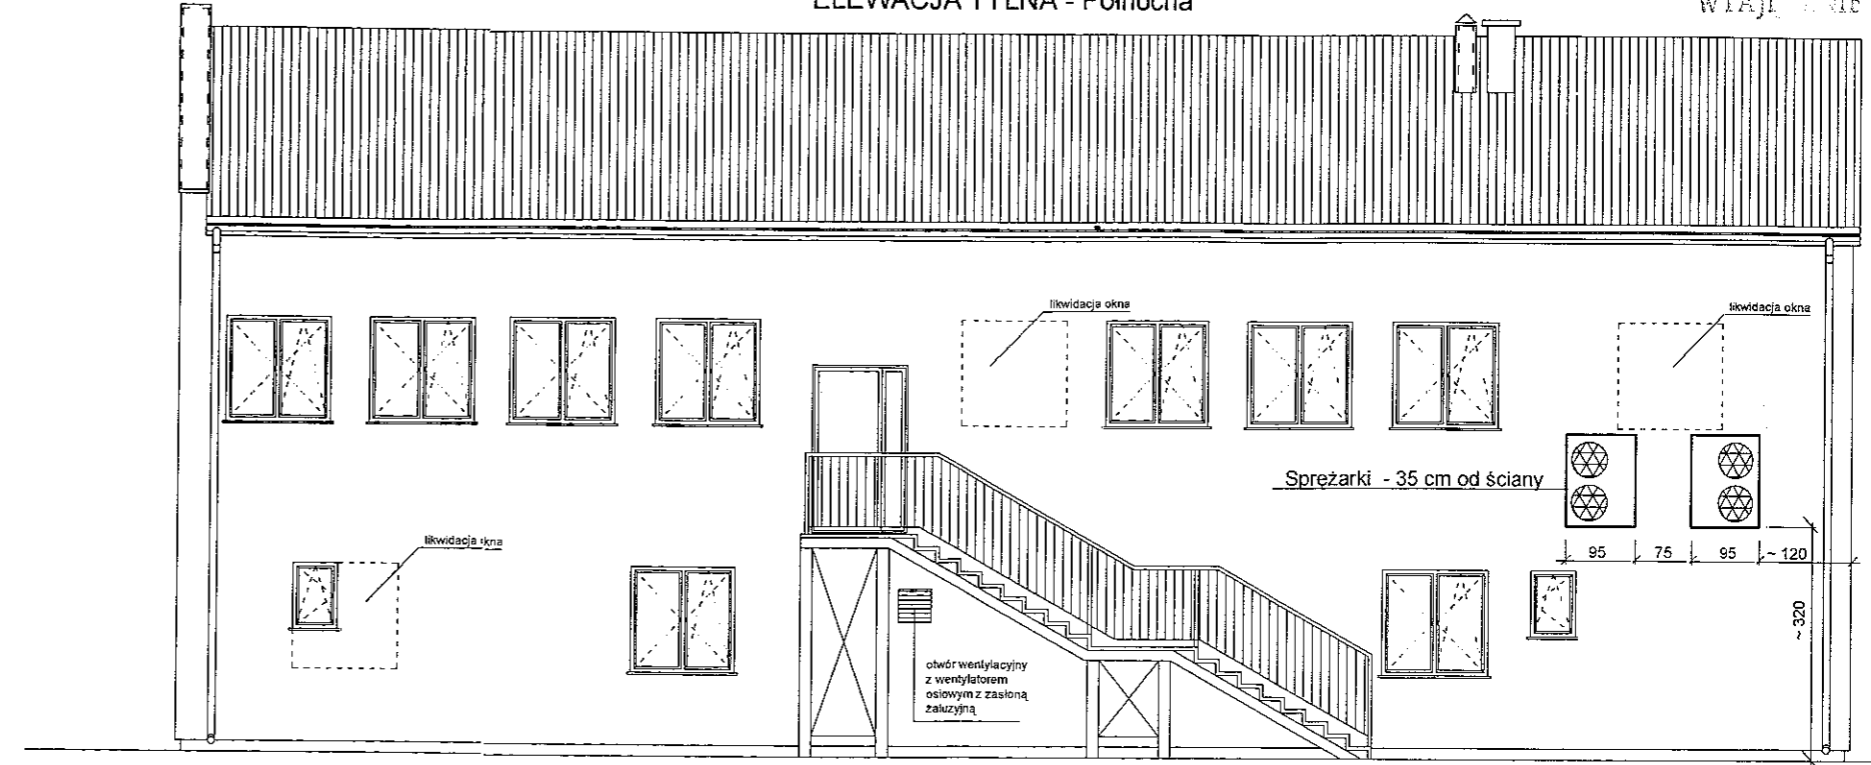 ELEWACJA TYLNA - Północna
likwidacja okna
likwidacja okna
Sprężarki - 35 cm od ściany
likwidacja okna
95
75
95
~ 120
~ 320
otwór wentylacyjny
z wentylatorem
osiowym z zasłoną
żaluzyjną